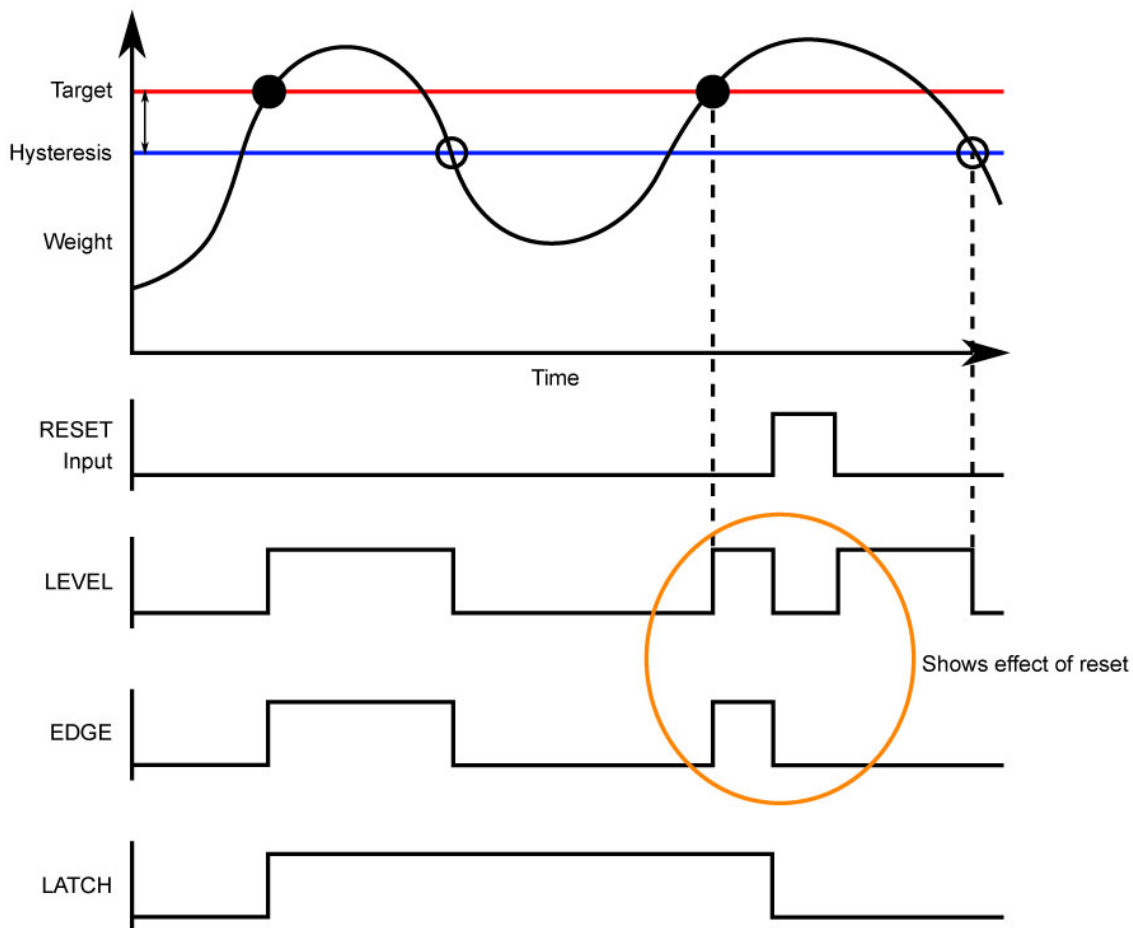 Target
Hysteresis
Weight
Time
RESET
Input
LEVEL
Shows effect of reset
EDGE
LATCH